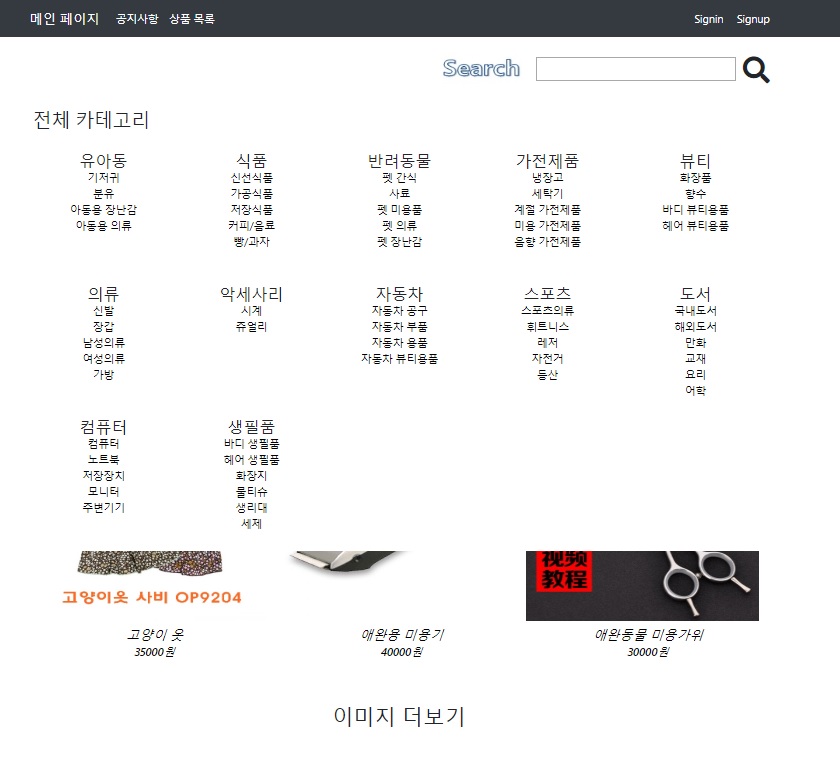 메인 페이지 공지사항 상품 목록 Signin Signup
Search
전체 카테고리
유아동
기저귀
분유
아동용 장난감
아동용 의류
식품
신선식품
가공식품
저장식품
커피/음료
빵/과자
반려동물
펫 간식
사료
펫 미용품
펫 의류
펫 장난감
가전제품
냉장고
세탁기
계절 가전제품
미용 가전제품
음향 가전제품
뷰티
화장품
향수
바디 뷰티용품
헤어 뷰티용품
의류
신발
장갑
남성의류
여성의류
가방
악세사리
시계
쥬얼리
자동차
자동차 공구
자동차 부품
자동차 용품
자동차 뷰티용품
스포츠
스포츠의류
휘트니스
레저
자전거
등산
도서
국내도서
해외도서
만화
교재
요리
어학
컴퓨터
컴퓨터
노트북
저장장치
모니터
주변기기
생필품
바디 생필품
헤어 생필품
화장지
물티슈
생리대
세제
고양이옷 사비 OP9204
视频
教程
고양이 옷
35000원
애완용 미용기
40000원
애완동물 미용가위
30000원
이미지 더보기